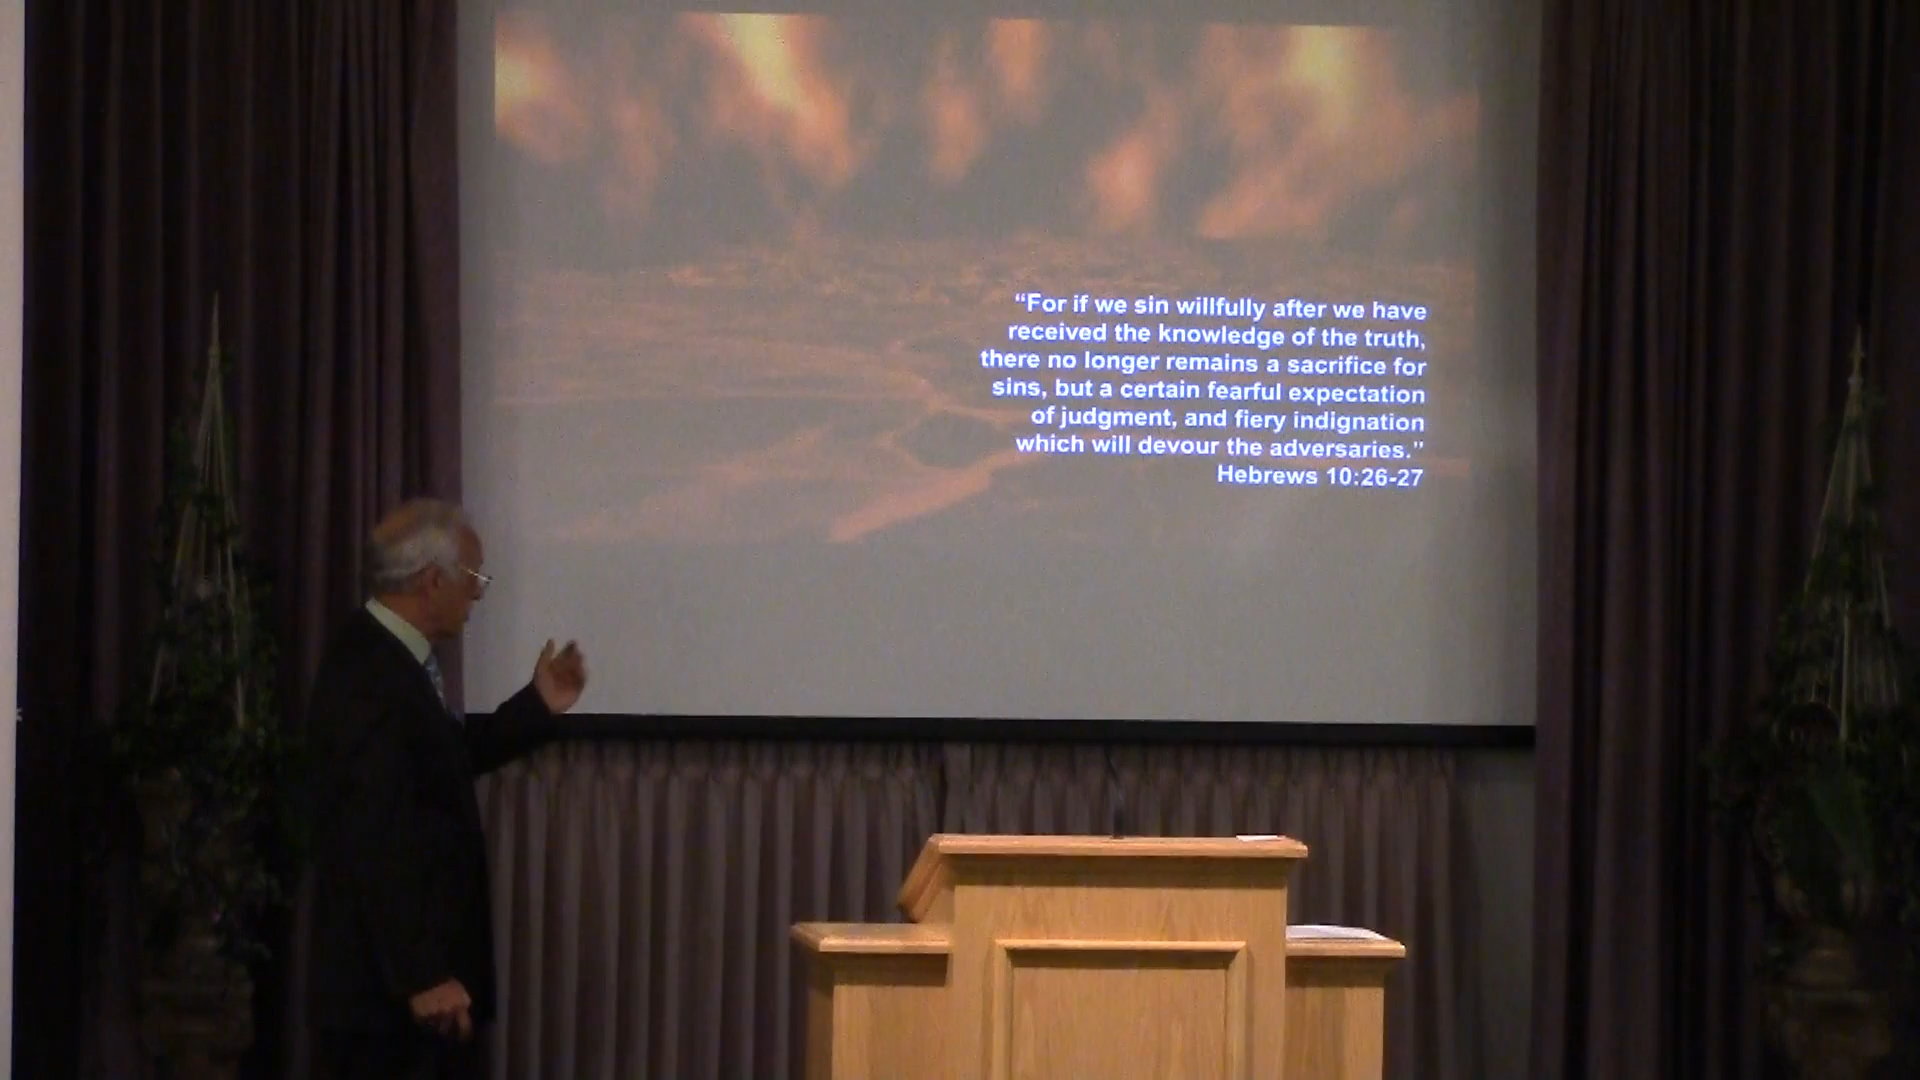 “For if we sin willfully after we have
received the knowledge of the truth,
there no longer remains a sacrifice for
sins, but a certain fearful expectation
of judgment, and fiery indignation
which will devour the adversaries.”
Hebrews 10:26-27